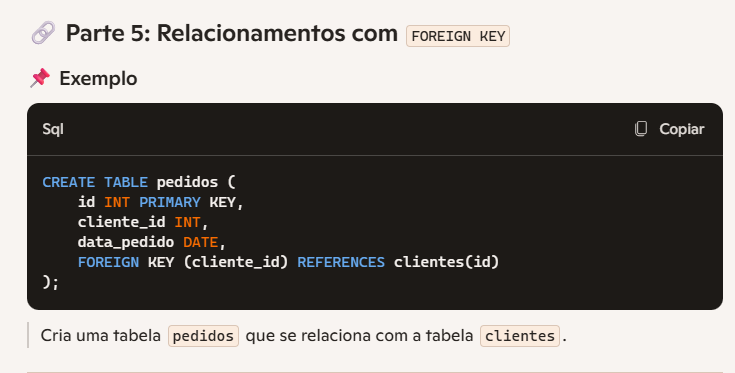 Parte 5: Relacionamentos com FOREIGN KEY
Exemplo
Sql
Copiar
CREATE TABLE pedidos (
    id INT PRIMARY KEY,
    cliente_id INT,
    data_pedido DATE,
    FOREIGN KEY (cliente_id) REFERENCES clientes(id)
);
Cria uma tabela pedidos que se relaciona com a tabela clientes.